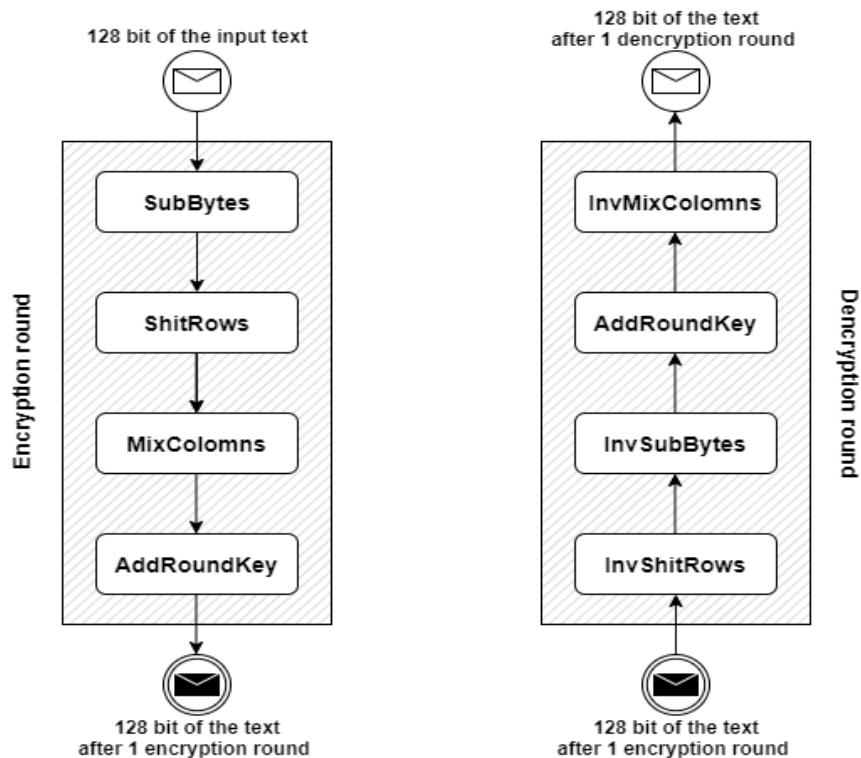 128 bit of the input text
SubBytes
ShitRows
MixColomns
AddRoundKey
128 bit of the text
after 1 encryption round
Encryption round
128 bit of the text
after 1 dencryption round
InvMixColomns
AddRoundKey
InvSubBytes
InvShitRows
128 bit of the text
after 1 encryption round
Dencryption round